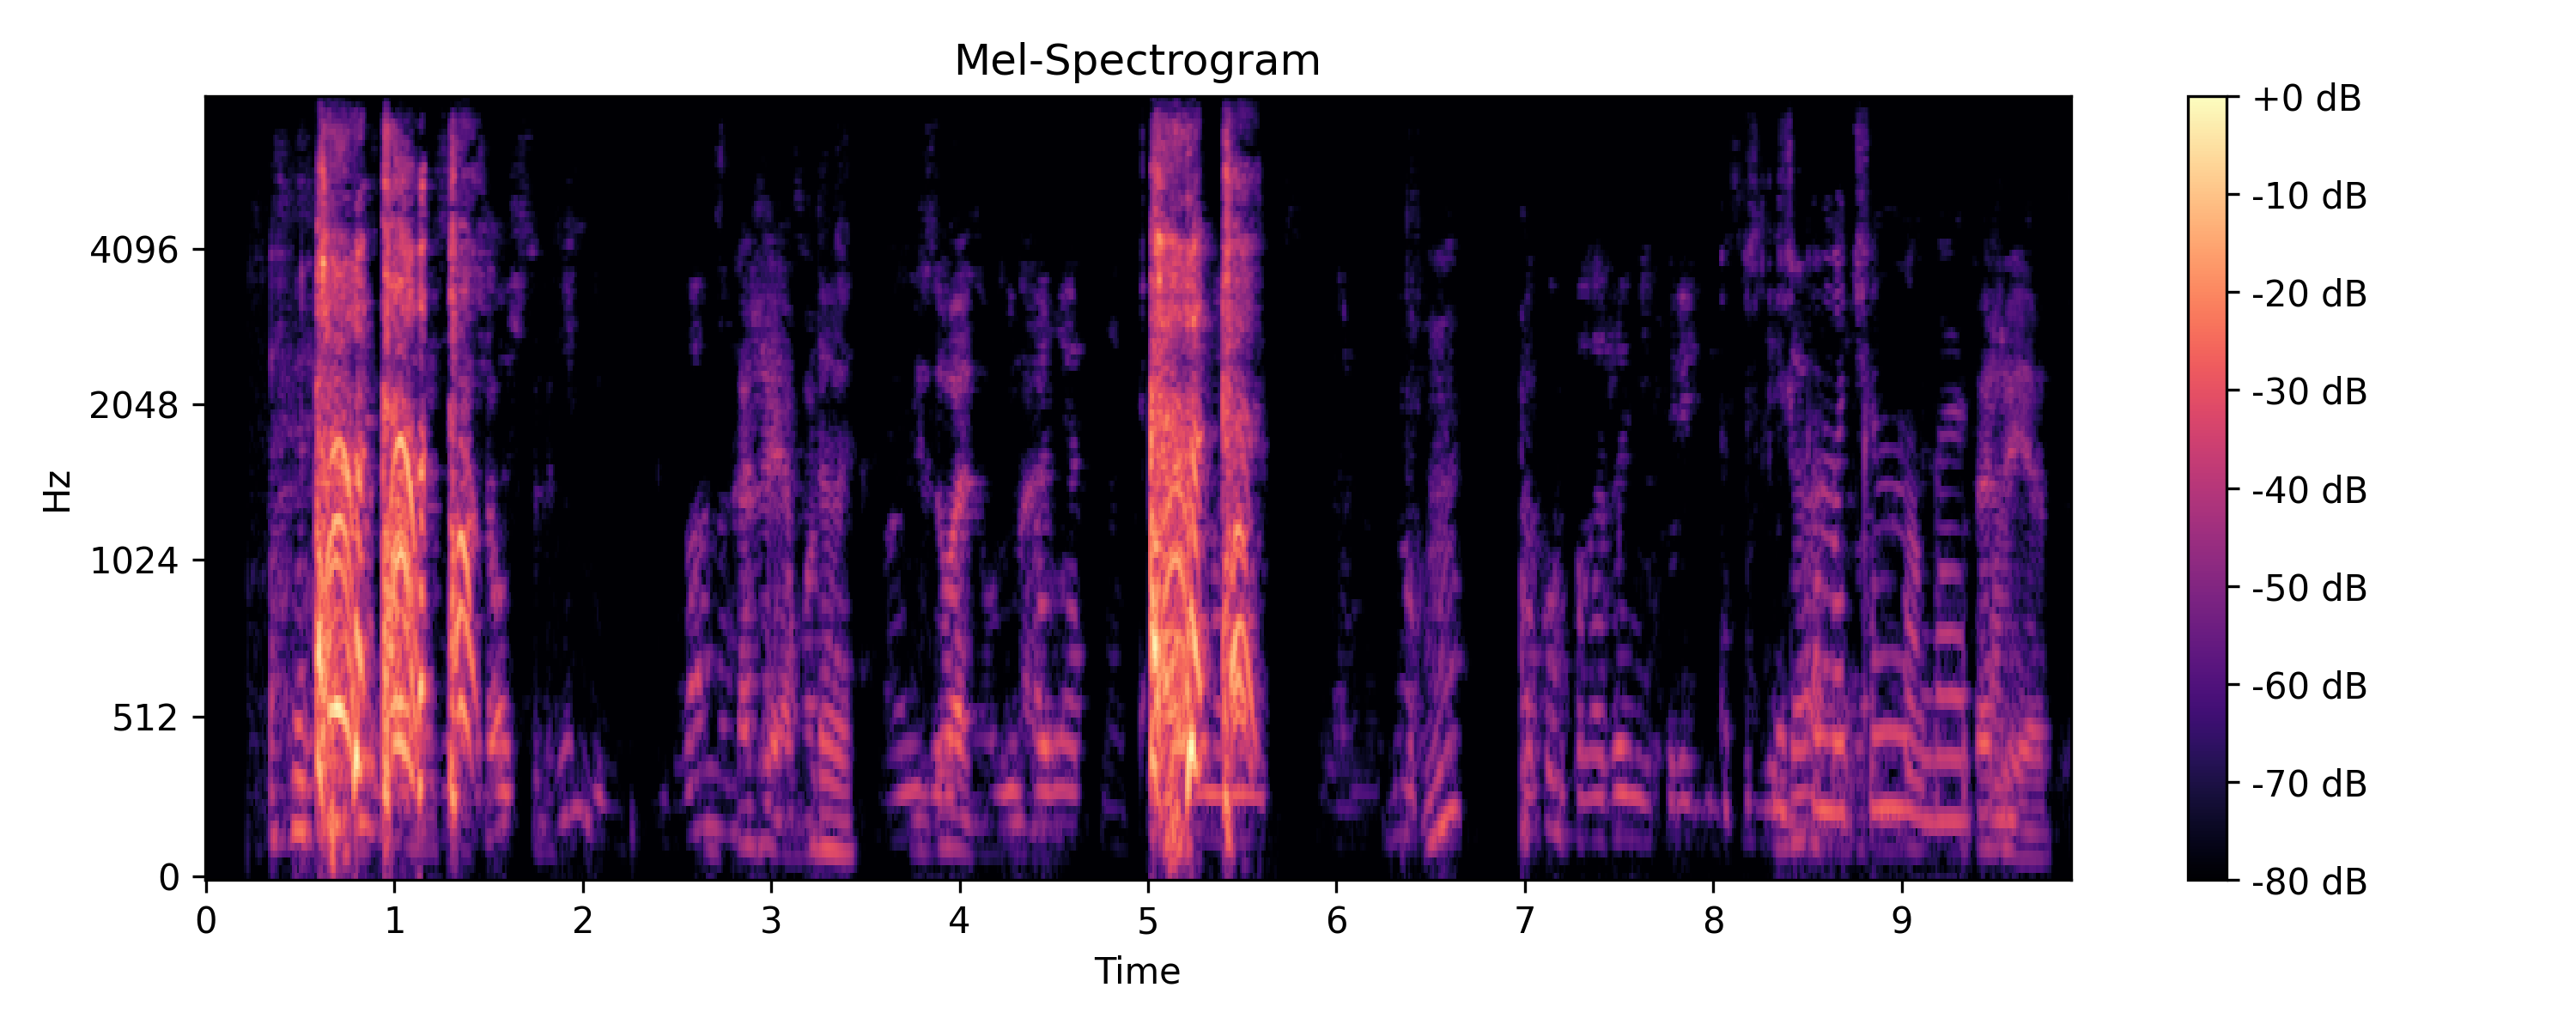 Mel-Spectrogram
+0 dB
-10 dB
-20 dB
-30 dB
-40 dB
-50 dB
-60 dB
-70 dB
-80 dB
Hz
4096
2048
1024
512
0
0 1 2 3 4 5 6 7 8 9
Time